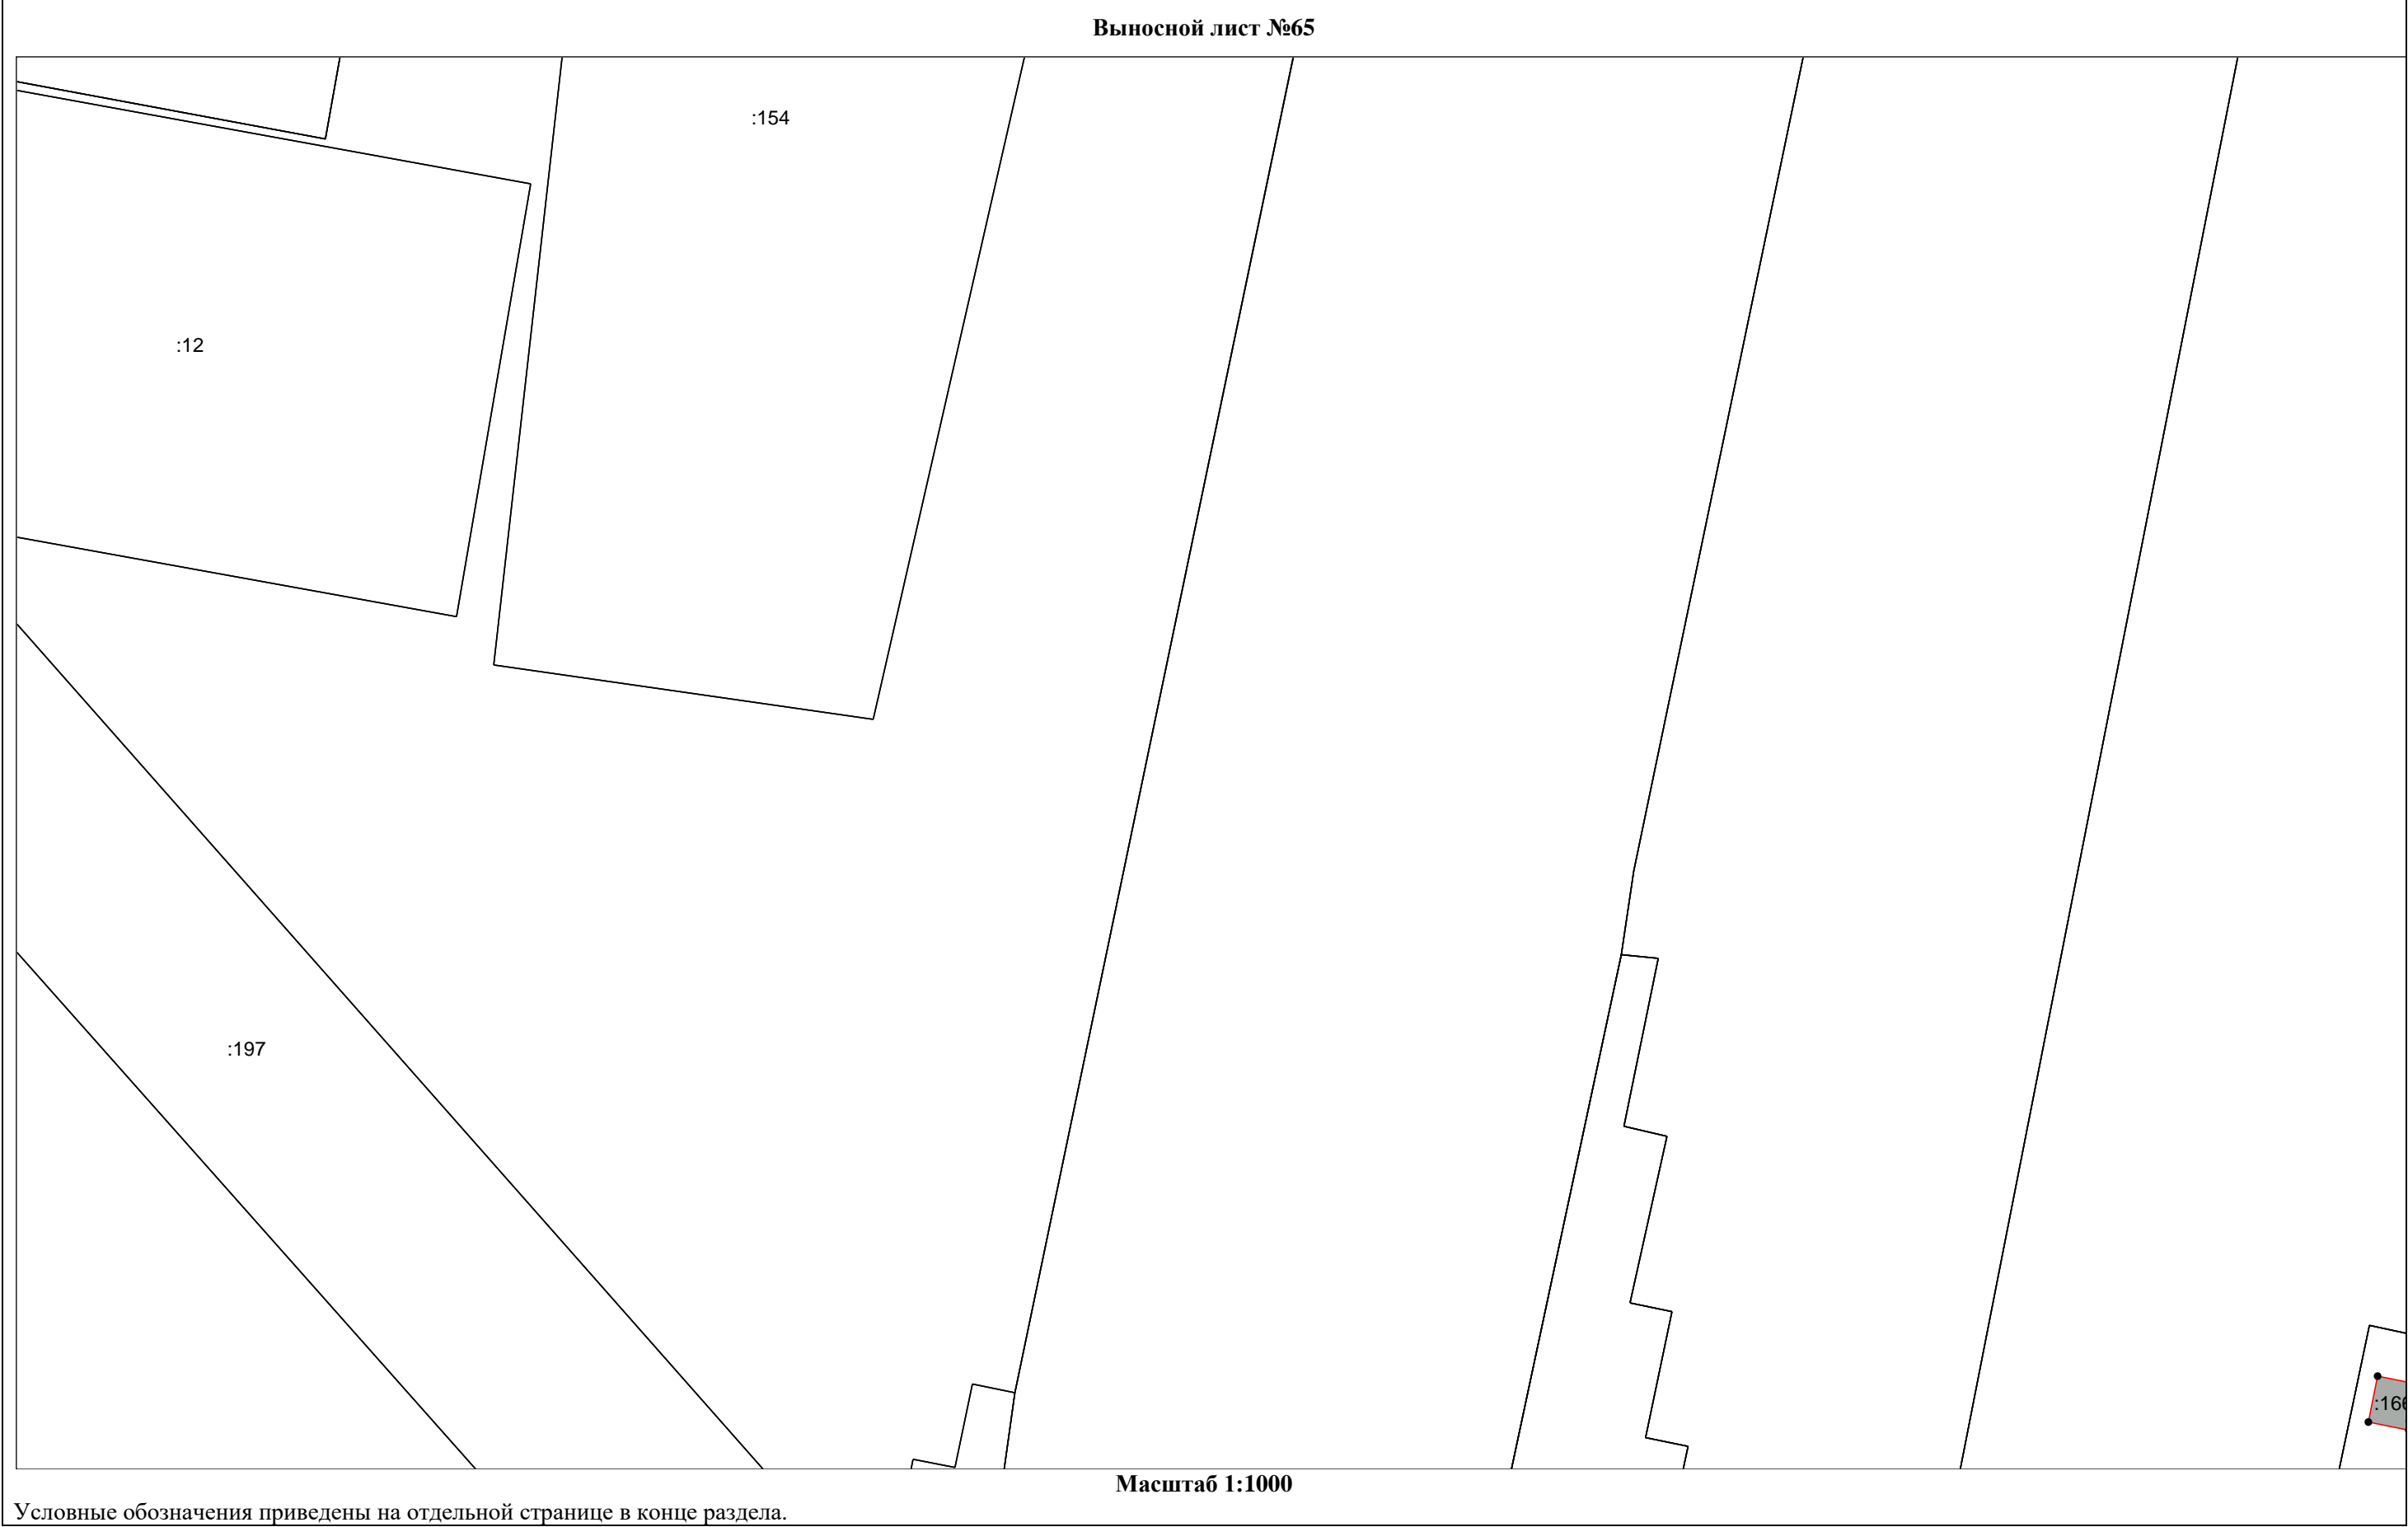 Выносной лист №65
:154
:12
:197
Масштаб 1:1000
Условные обозначения приведены на отдельной странице в конце раздела.